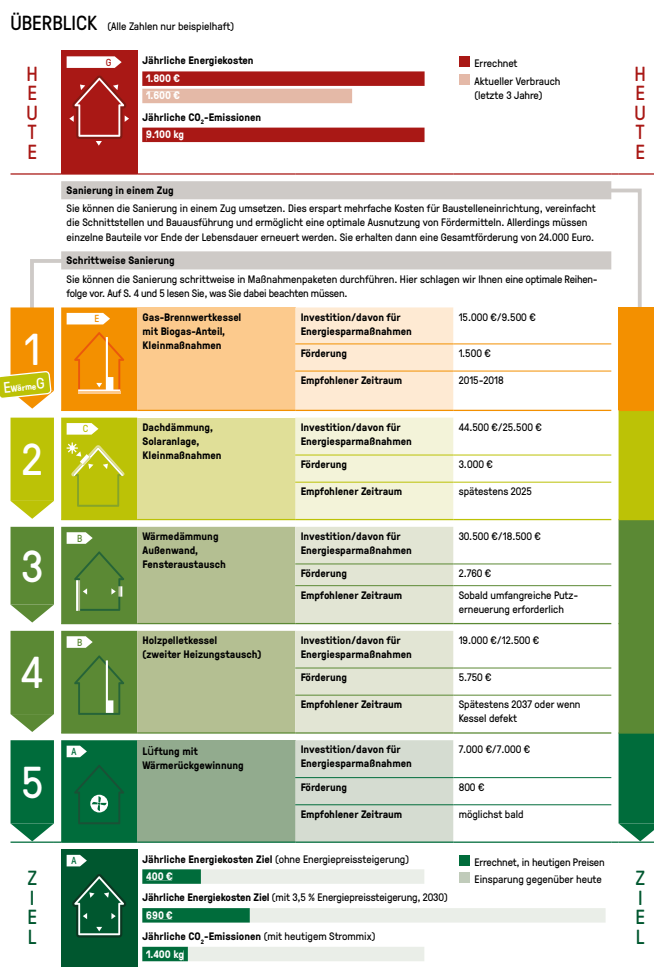 ÜBERBLICK (Alle Zahlen nur beispielhaft)
HEUTE
G
Jährliche Energiekosten
1.800 €
1.600 €
Jährliche CO2-Emissionen
9.100 kg
Errechnet
Aktueller Verbrauch
(letzte 3 Jahre)
HEUTE
Sanierung in einem Zug
Sie können die Sanierung in einem Zug umsetzen. Dies erspart mehrfache Kosten für Baustelleneinrichtung, vereinfacht
die Schnittstellen und Bauausführung und ermöglicht eine optimale Ausnutzung von Fördermitteln. Allerdings müssen
einzelne Bauteile vor Ende der Lebensdauer erneuert werden. Sie erhalten dann eine Gesamtförderung von 24.000 Euro.
Schrittweise Sanierung
Sie können die Sanierung schrittweise in Maßnahmenpaketen durchführen. Hier schlagen wir Ihnen eine optimale Reihen-
folge vor. Auf S. 4 und 5 lesen Sie, was Sie dabei beachten müssen.
1
EWärmeG
E
Gas-Brennwertkessel
mit Biogas-Anteil,
Kleinmaßnahmen
Investition/davon für
Energiesparmaßnahmen
15.000 €/9.500 €
Förderung
1.500 €
Empfohlener Zeitraum
2015-2018
2
C
Dachdämmung,
Solaranlage,
Kleinmaßnahmen
Investition/davon für
Energiesparmaßnahmen
44.500 €/25.500 €
Förderung
3.000 €
Empfohlener Zeitraum
spätestens 2025
3
B
Wärmedämmung
Außenwand,
Fensteraustausch
Investition/davon für
Energiesparmaßnahmen
30.500 €/18.500 €
Förderung
2.760 €
Empfohlener Zeitraum
Sobald umfangreiche Putz-
erneuerung erforderlich
4
B
Holzpelletkessel
(zweiter Heizungstausch)
Investition/davon für
Energiesparmaßnahmen
19.000 €/12.500 €
Förderung
5.750 €
Empfohlener Zeitraum
Spätestens 2037 oder wenn
Kessel defekt
5
A
Lüftung mit
Wärmerückgewinnung
Investition/davon für
Energiesparmaßnahmen
7.000 €/7.000 €
Förderung
800 €
Empfohlener Zeitraum
möglichst bald
ZIEL
A
Jährliche Energiekosten Ziel (ohne Energiepreissteigerung)
400 €
Jährliche Energiekosten Ziel (mit 3,5 % Energiepreissteigerung, 2030)
690 €
Jährliche CO2-Emissionen (mit heutigem Strommix)
1.400 kg
Errechnet, in heutigen Preisen
Einsparung gegenüber heute
ZIEL